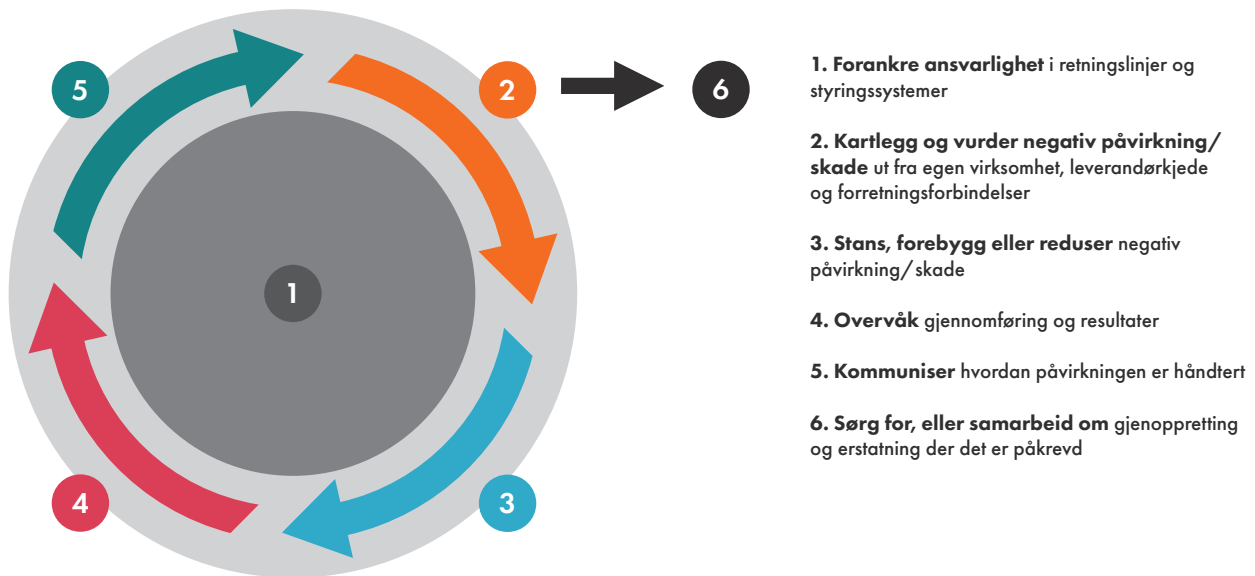 5
2
6
1
4
3
1. Forankre ansvarlighet i retningslinjer og
styringssystemer
2. Kartlegg og vurder negativ påvirkning/
skade ut fra egen virksomhet, leverandørkjede
og forretningsforbindelser
3. Stans, forebygg eller reduser negativ
påvirkning/skade
4. Overvåk gjennomføring og resultater
5. Kommuniser hvordan påvirkningen er håndtert
6. Sørg for, eller samarbeid om gjenoppretting
og erstatning der det er påkrevd